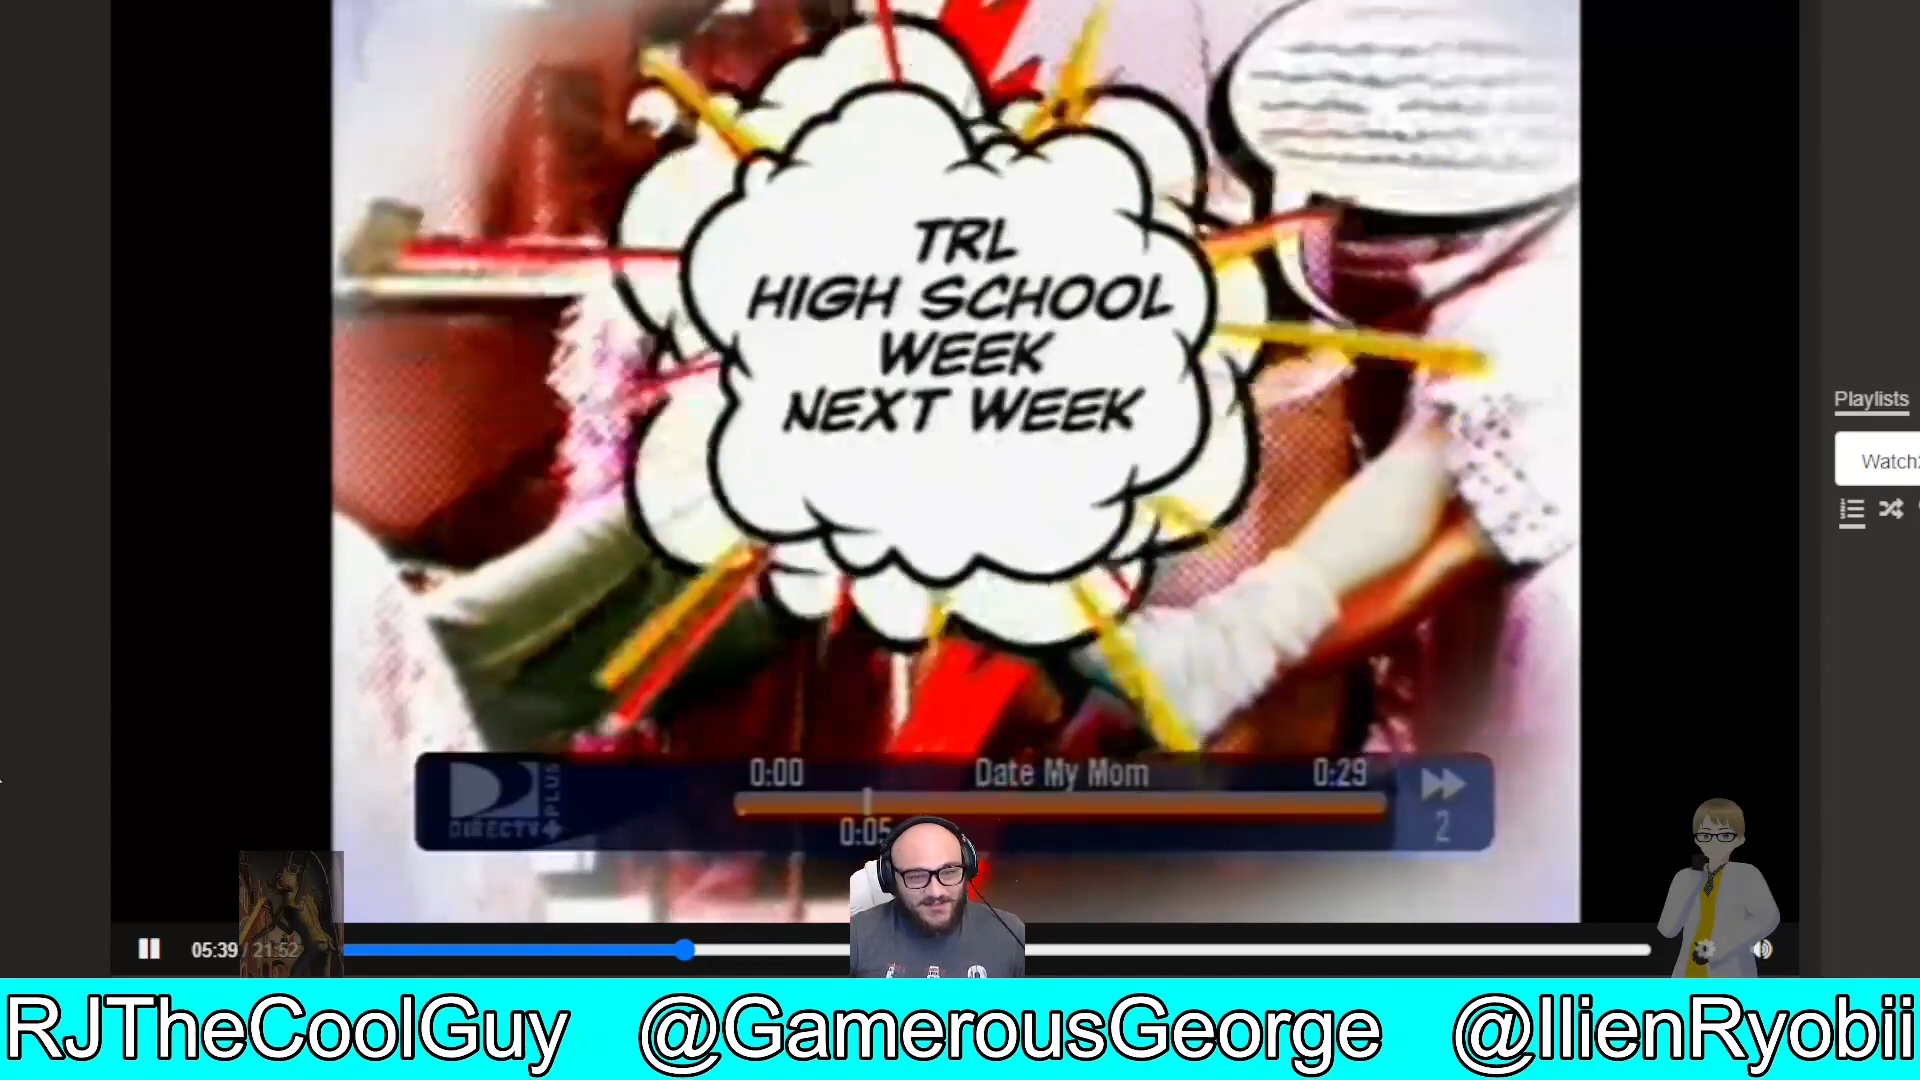 TRL
HIGH SCHOOL
WEEK
NEXT WEEK
Playlists
Watch2
0:00 Date My Mom 0:29
DIRECTV PLUS
0:05
2
05:39 / 21:52
RJTheCoolGuy @GamerousGeorge @IlienRyobii